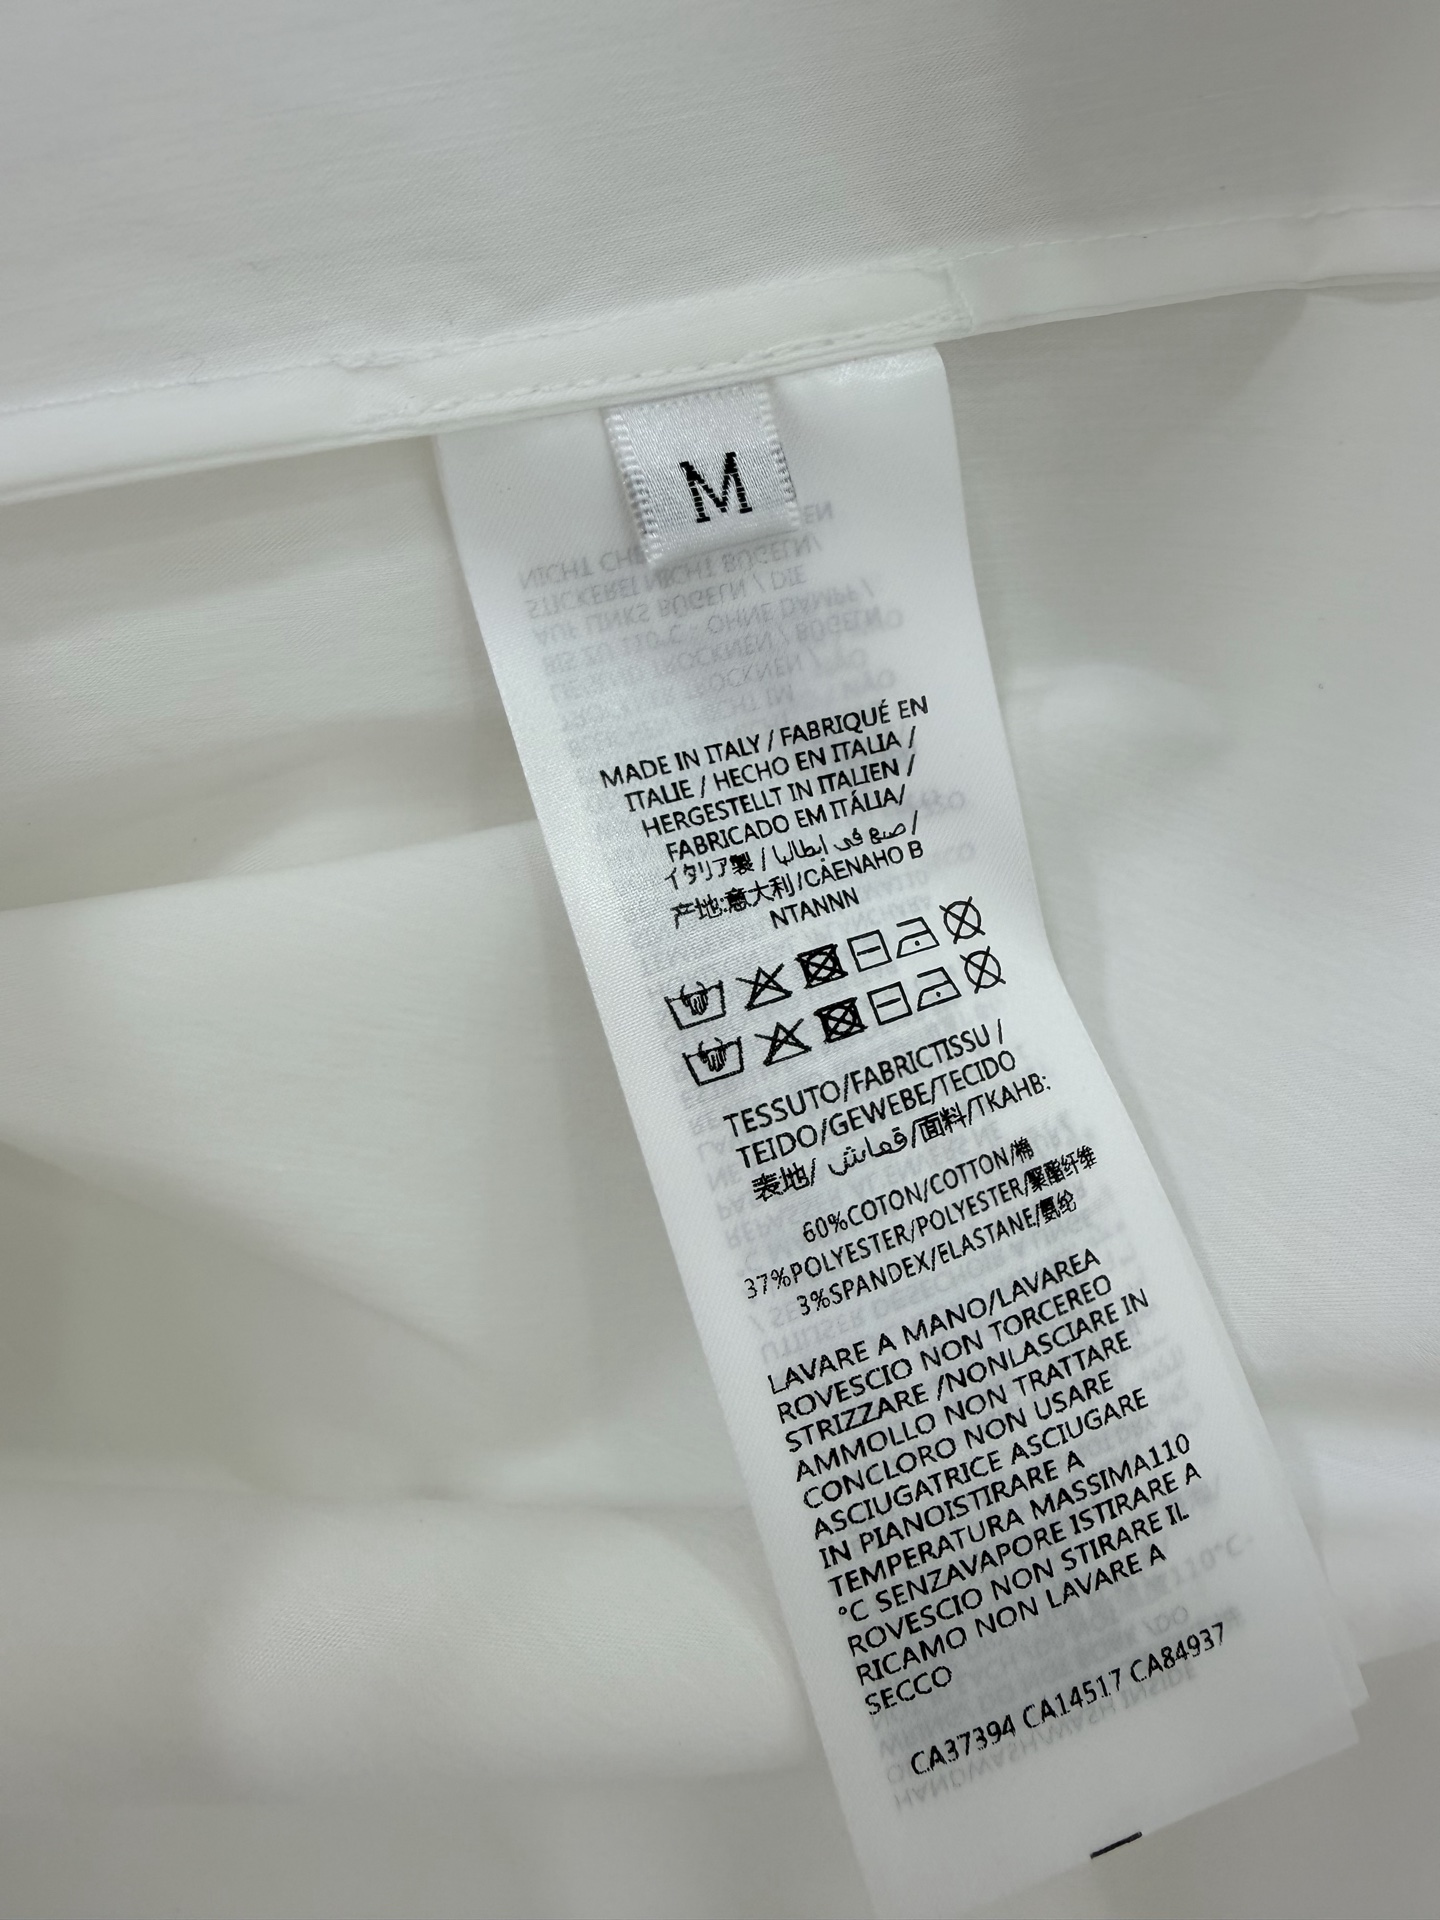 M
MADE IN ITALY / FABRIQUÉ EN
ITALIE / HECHO EN ITALIA /
HERGESTELLT IN ITALIEN /
FABRICADO EM ITÁLIA/
イタリア製 / صع فى ابطالیا /
产地:意大利/CAENAHO B
NTANNN
TESSUTO/FABRICTISSU /
TEIDO/GEWEBE/TECIDO
表地/ قماش/面料/TKAHB:
60%COTON/COTTON/棉
37%POLYESTER/POLYESTER/聚酯纤维
3%SPANDEX/ELASTANE/氨纶
LAVARE A MANO/LAVAREA
ROVESCIO NON TORCEREO
STRIZZARE /NONLASCIARE IN
AMMOLLO NON TRATTARE
CONCLORO NON USARE
ASCIUGATRICE ASCIUGARE
IN PIANOISTIRARE A
TEMPERATURA MASSIMA110
°C SENZAVAPORE ISTIRARE A
ROVESCIO NON STIRARE IL
RICAMO NON LAVARE A
SECCO
CA37394 CA14517 CA84937